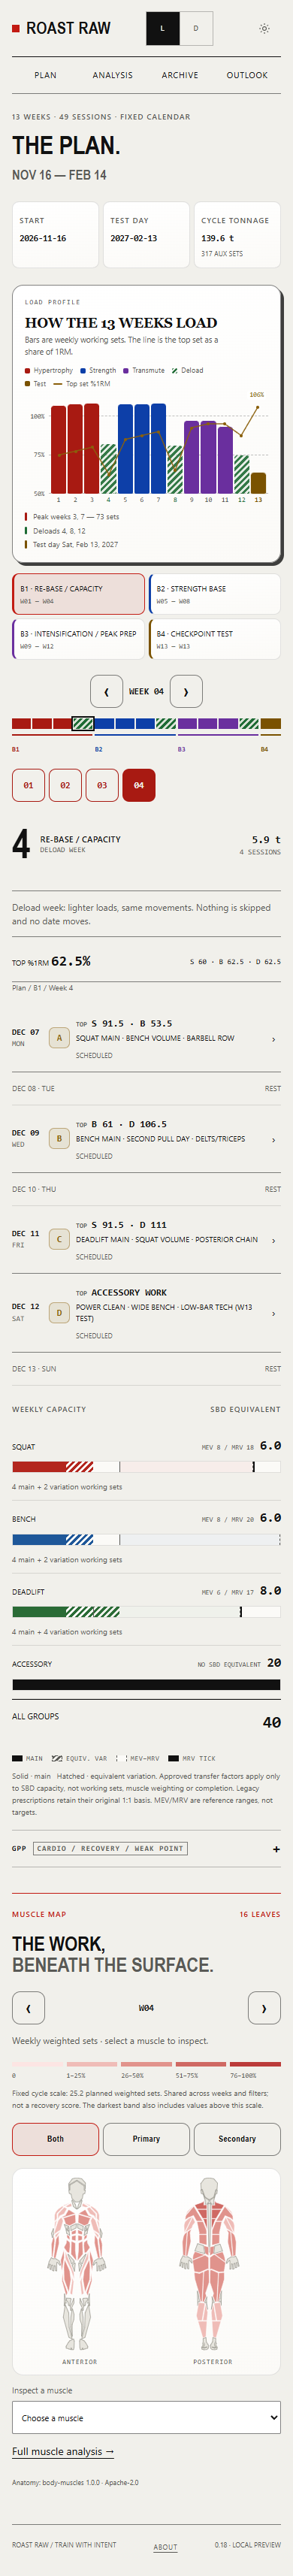 ROAST RAW
L D
PLAN ANALYSIS ARCHIVE OUTLOOK
13 WEEKS · 49 SESSIONS · FIXED CALENDAR
THE PLAN.
NOV 16 — FEB 14
START
2026-11-16
TEST DAY
2027-02-13
CYCLE TONNAGE
139.6 t
317 AUX SETS
LOAD PROFILE
HOW THE 13 WEEKS LOAD
Bars are weekly working sets. The line is the top set as a
share of 1RM.
Hypertrophy Strength Transmute Deload
Test Top set %1RM
106%
100%
75%
50%
1 2 3 4 5 6 7 8 9 10 11 12 13
Peak weeks 3, 7 — 73 sets
Deloads 4, 8, 12
Test day Sat, Feb 13, 2027
B1 · RE-BASE / CAPACITY
W01 — W04
B2 · STRENGTH BASE
W05 — W08
B3 · INTENSIFICATION / PEAK PREP
W09 — W12
B4 · CHECKPOINT TEST
W13 — W13
‹ WEEK 04 ›
B1 B2 B3 B4
01 02 03 04
4 RE-BASE / CAPACITY 5.9 t
DELOAD WEEK 4 SESSIONS
Deload week: lighter loads, same movements. Nothing is skipped
and no date moves.
TOP %1RM 62.5% S 60 · B 62.5 · D 62.5
Plan / B1 / Week 4
DEC 07
MON
A
TOP S 91.5 · B 53.5
SQUAT MAIN · BENCH VOLUME · BARBELL ROW
SCHEDULED
›
DEC 08 · TUE REST
DEC 09
WED
B
TOP B 61 · D 106.5
BENCH MAIN · SECOND PULL DAY · DELTS/TRICEPS
SCHEDULED
›
DEC 10 · THU REST
DEC 11
FRI
C
TOP S 91.5 · D 111
DEADLIFT MAIN · SQUAT VOLUME · POSTERIOR CHAIN
SCHEDULED
›
DEC 12
SAT
D
TOP ACCESSORY WORK
POWER CLEAN · WIDE BENCH · LOW-BAR TECH (W13
TEST)
SCHEDULED
›
DEC 13 · SUN REST
WEEKLY CAPACITY SBD EQUIVALENT
SQUAT MEV 8 / MRV 18 6.0
4 main + 2 variation working sets
BENCH MEV 8 / MRV 20 6.0
4 main + 2 variation working sets
DEADLIFT MEV 6 / MRV 17 8.0
4 main + 4 variation working sets
ACCESSORY NO SBD EQUIVALENT 20
ALL GROUPS 40
MAIN EQUIV. VAR MEV–MRV MRV TICK
Solid · main Hatched · equivalent variation. Approved transfer factors apply only
to SBD capacity, not working sets, muscle weighting or completion. Legacy
prescriptions retain their original 1:1 basis. MEV/MRV are reference ranges, not
targets.
GPP CARDIO / RECOVERY / WEAK POINT +
MUSCLE MAP 16 LEAVES
THE WORK,
BENEATH THE SURFACE.
‹ W04 ›
Weekly weighted sets · select a muscle to inspect.
0 1–25% 26–50% 51–75% 76–100%
Fixed cycle scale: 25.2 planned weighted sets. Shared across weeks and filters;
not a recovery score. The darkest band also includes values above this scale.
Both Primary Secondary
ANTERIOR POSTERIOR
Inspect a muscle
Choose a muscle
Full muscle analysis →
Anatomy: body-muscles 1.0.0 · Apache-2.0
ROAST RAW / TRAIN WITH INTENT ABOUT 0.18 · LOCAL PREVIEW